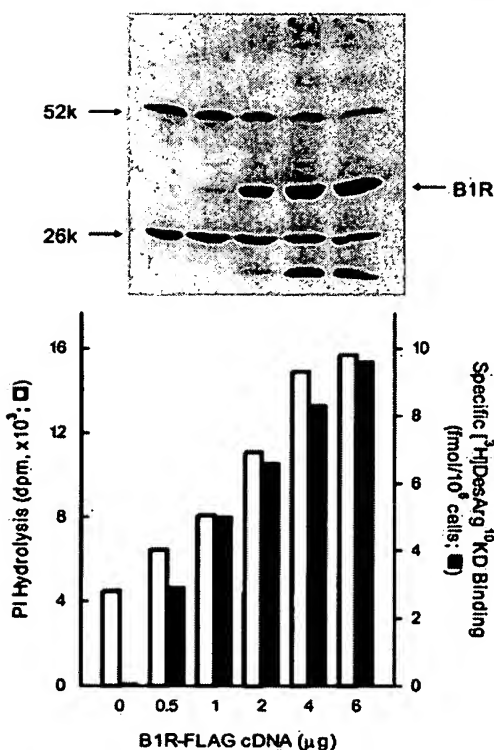 52k
B1R
26k
PI Hydrolysis (dpm, x10³; □)
16
12
8
4
0
10
8
6
4
2
0
Specific [³H]DesArg¹⁰KD Binding
(fmol/10⁶ cells; ■)
0 0.5 1 2 4 6
B1R-FLAG cDNA (µg)